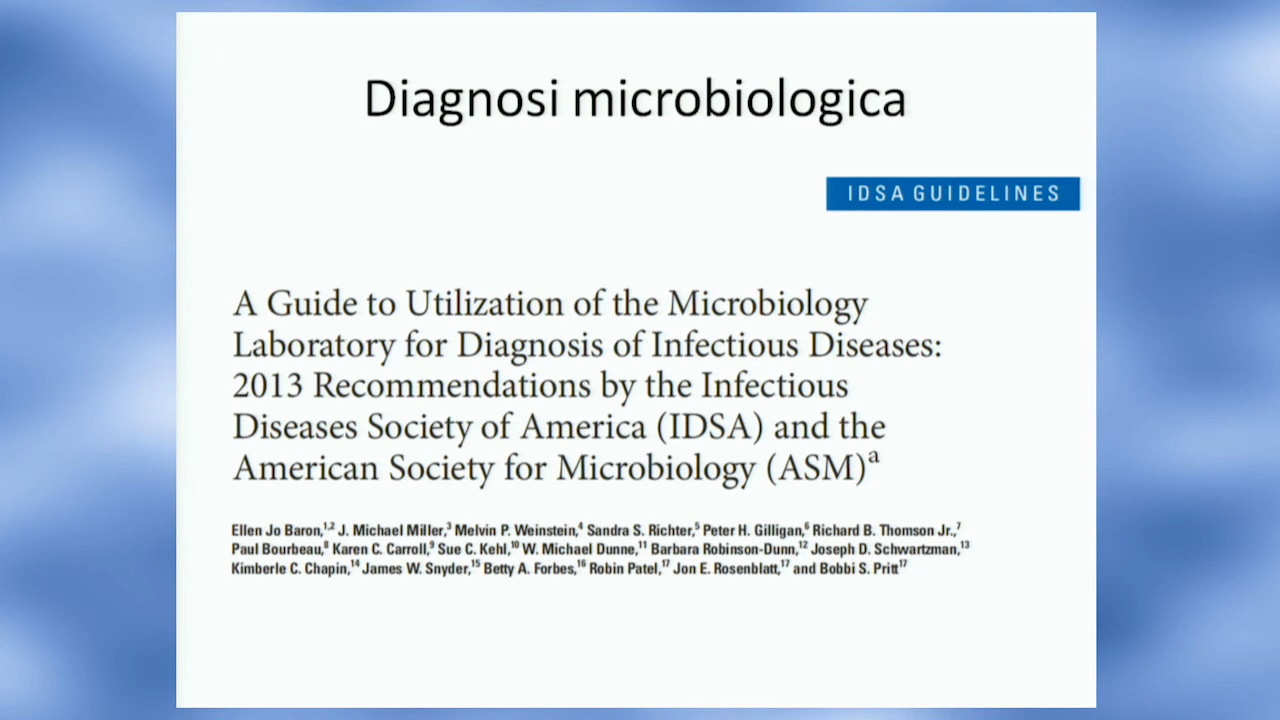 Diagnosi microbiologica
IDSA GUIDELINES
A Guide to Utilization of the Microbiology
Laboratory for Diagnosis of Infectious Diseases:
2013 Recommendations by the Infectious
Diseases Society of America (IDSA) and the
American Society for Microbiology (ASM)ᵃ
Ellen Jo Baron,¹,² J. Michael Miller,³ Melvin P. Weinstein,⁴ Sandra S. Richter,⁵ Peter H. Gilligan,⁶ Richard B. Thomson Jr.,⁷
Paul Bourbeau,⁸ Karen C. Carroll,⁹ Sue C. Kehl,¹⁰ W. Michael Dunne,¹¹ Barbara Robinson-Dunn,¹² Joseph D. Schwartzman,¹³
Kimberle C. Chapin,¹⁴ James W. Snyder,¹⁵ Betty A. Forbes,¹⁶ Robin Patel,¹⁷ Jon E. Rosenblatt,¹⁷ and Bobbi S. Pritt¹⁷